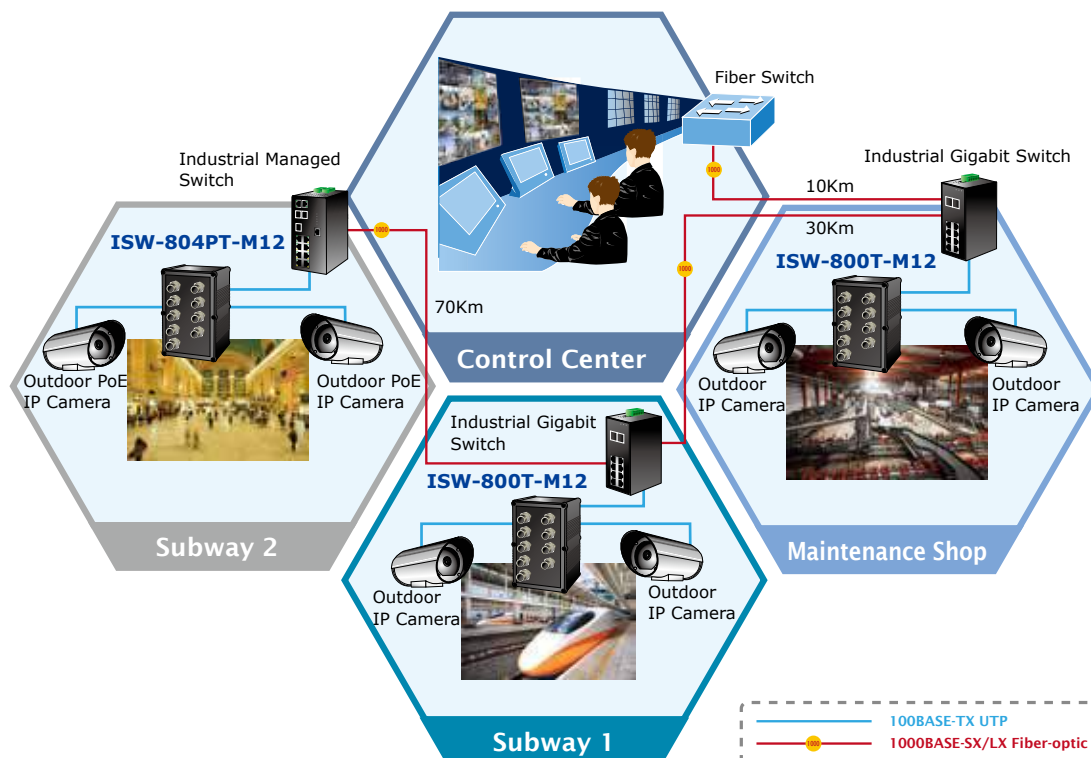 Fiber Switch
Industrial Managed
Switch
Industrial Gigabit Switch
1000
10Km
1000
30Km
ISW-804PT-M12
1000
ISW-800T-M12
70Km
Control Center
Outdoor PoE
IP Camera
Outdoor PoE
IP Camera
Outdoor
IP Camera
Outdoor
IP Camera
Industrial Gigabit
Switch
ISW-800T-M12
Subway 2
Maintenance Shop
Outdoor
IP Camera
Outdoor
IP Camera
Subway 1
100BASE-TX UTP
1000
1000BASE-SX/LX Fiber-optic